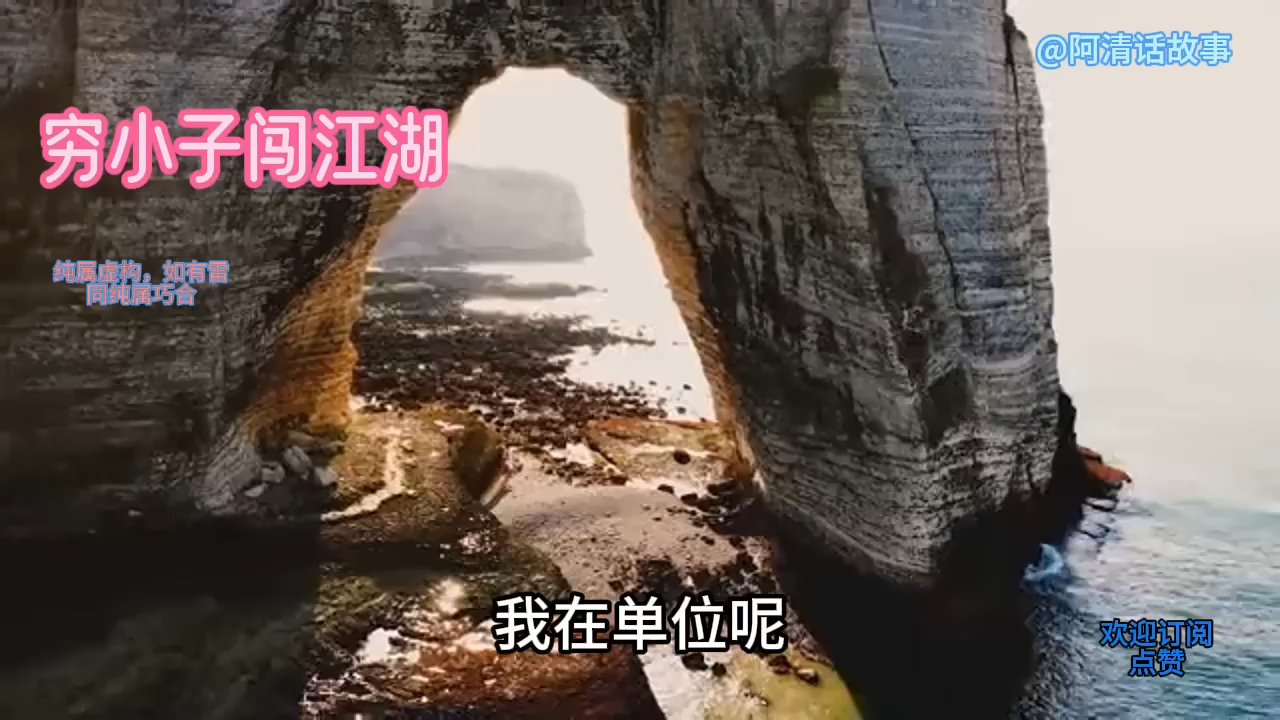 @阿清话故事
穷小子闯江湖
纯属虚构，如有雷
同纯属巧合
我在单位呢
欢迎订阅
点赞